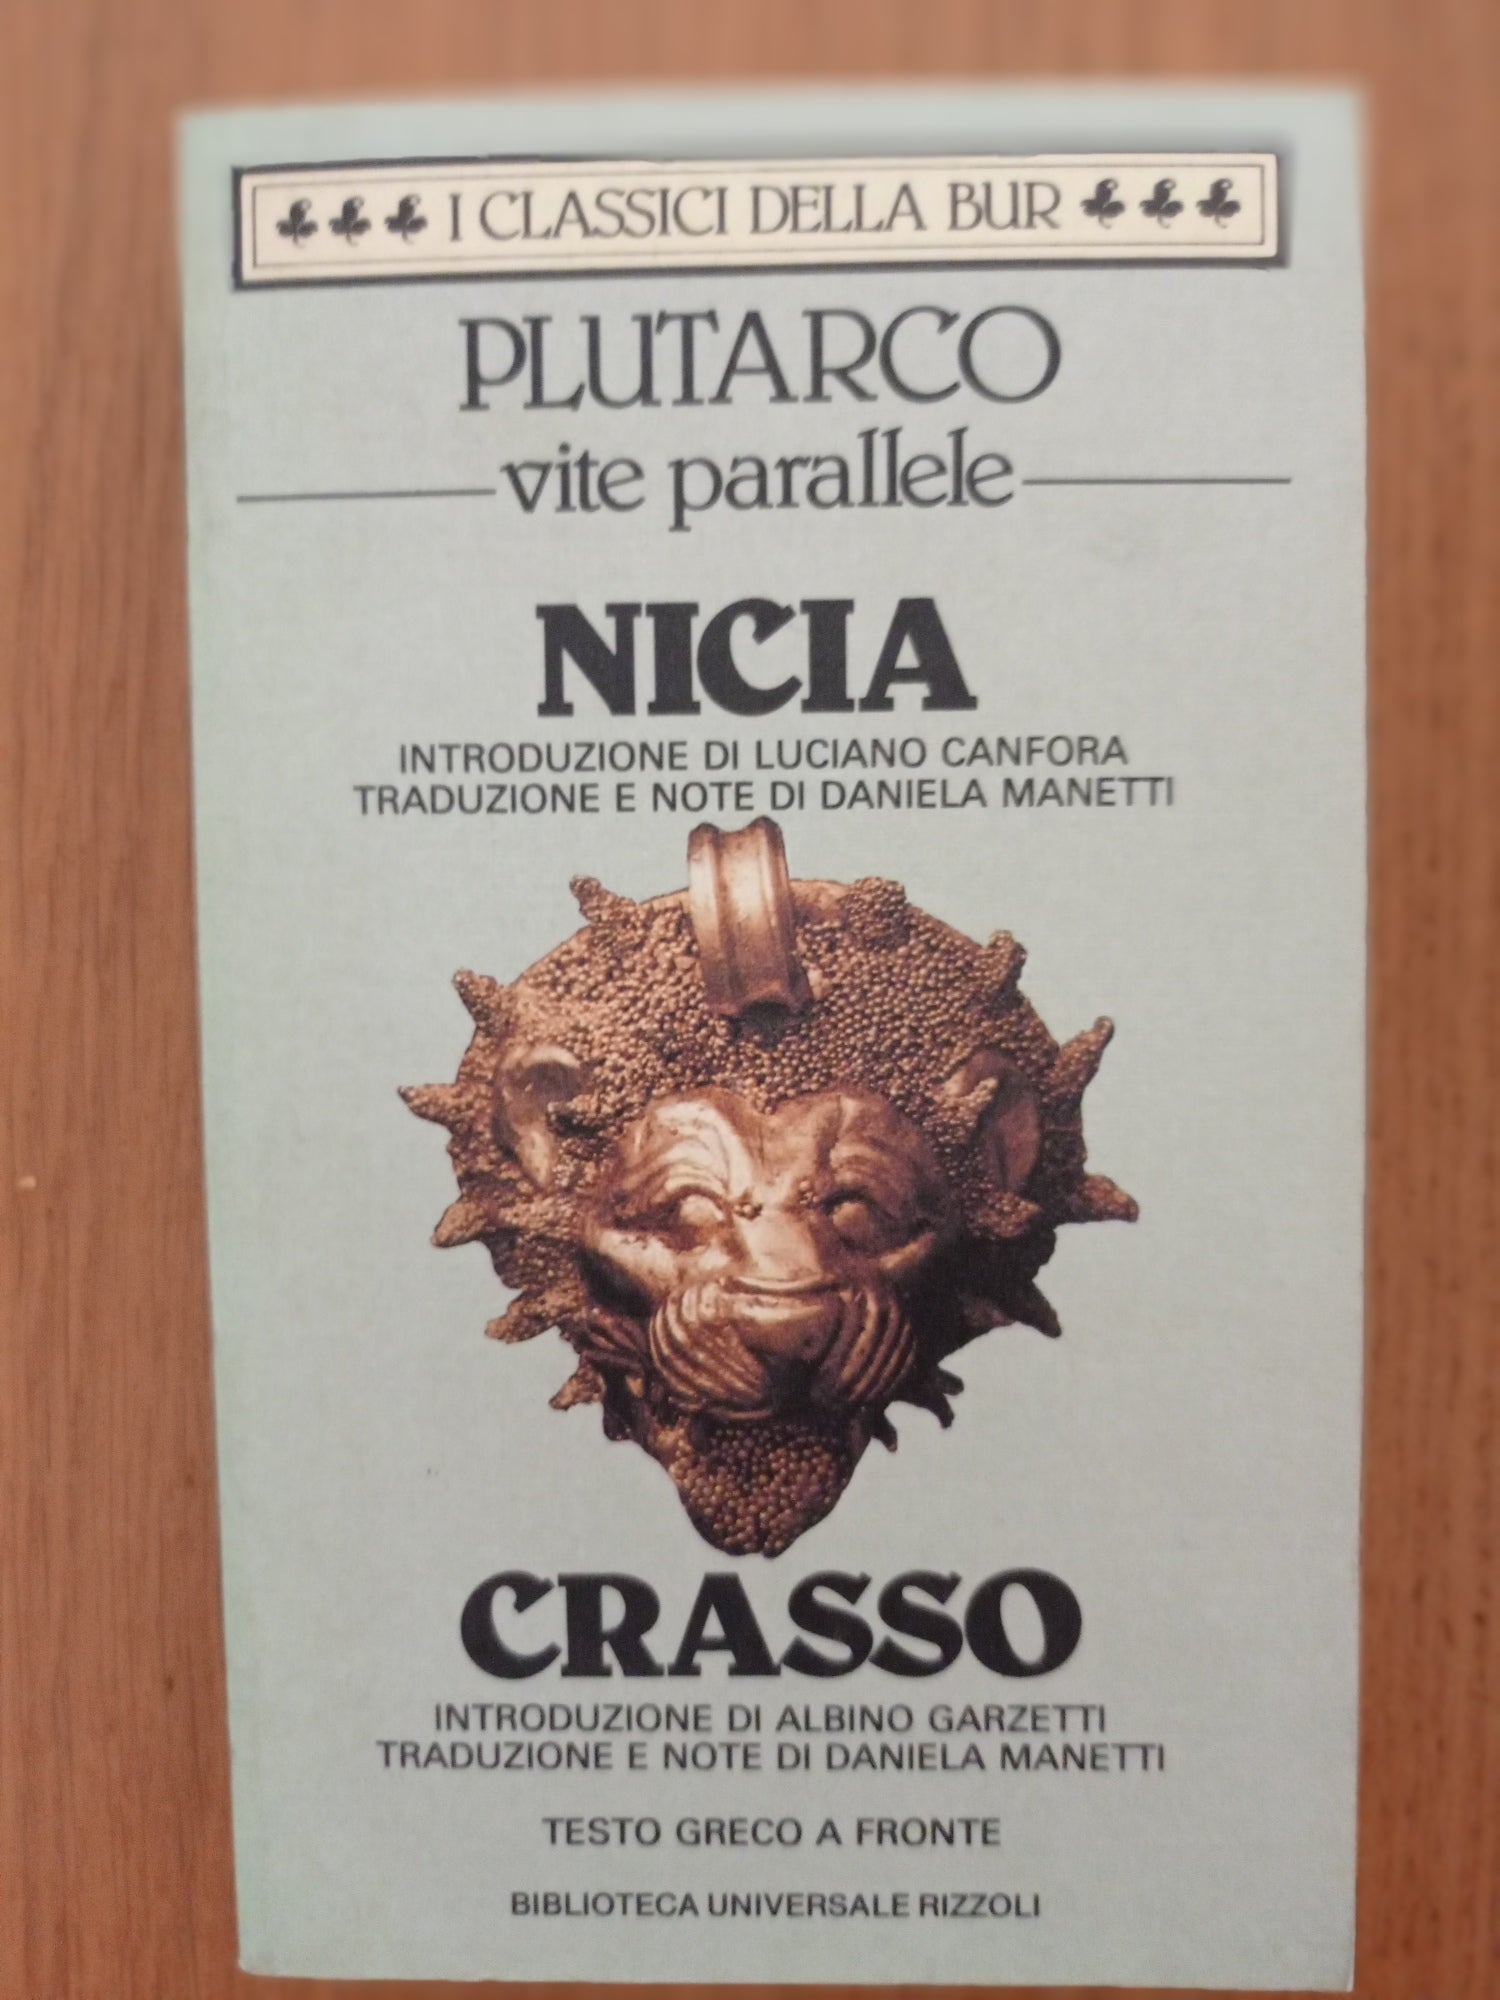 I CLASSICI DELLA BUR
PLUTARCO
vite parallele
NICIA
INTRODUZIONE DI LUCIANO CANFORA
TRADUZIONE E NOTE DI DANIELA MANETTI
CRASSO
INTRODUZIONE DI ALBINO GARZETTI
TRADUZIONE E NOTE DI DANIELA MANETTI
TESTO GRECO A FRONTE
BIBLIOTECA UNIVERSALE RIZZOLI